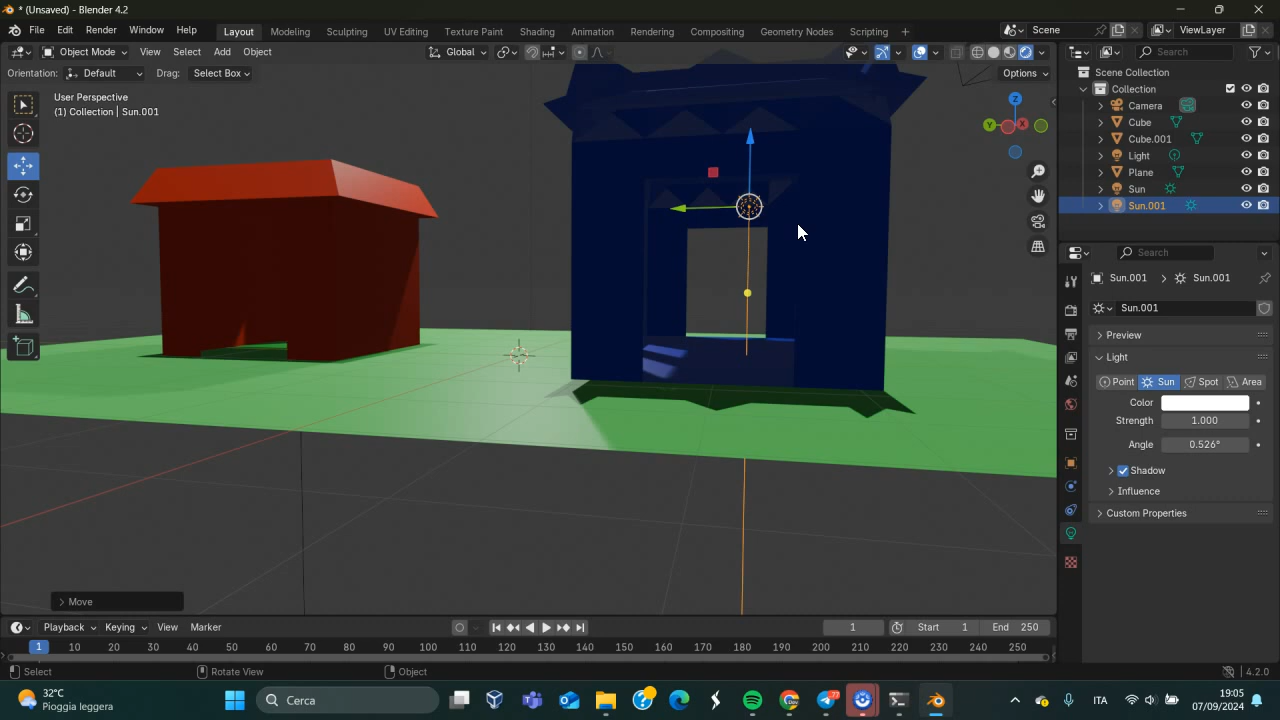 * (Unsaved) - Blender 4.2
File Edit Render Window Help
Layout Modeling Sculpting UV Editing Texture Paint Shading Animation Rendering Compositing Geometry Nodes Scripting +
Scene ViewLayer
Object Mode View Select Add Object Global
Search
Orientation: Default Drag: Select Box Options
User Perspective
(1) Collection | Sun.001
Z
Y X
Scene Collection
Collection
Camera
Cube
Cube.001
Light
Plane
Sun
Sun.001
Search
Sun.001 > Sun.001
Sun.001
Preview
Light
Point Sun Spot Area
Color
Strength 1.000
Angle 0.526°
Shadow
Influence
Custom Properties
Move
Playback Keying View Marker 1 Start 1 End 250
1 10 20 30 40 50 60 70 80 90 100 110 120 130 140 150 160 170 180 190 200 210 220 230 240 250
Select Rotate View Object 4.2.0
32°C
Pioggia leggera
Cerca
77
ITA
19:05
07/09/2024